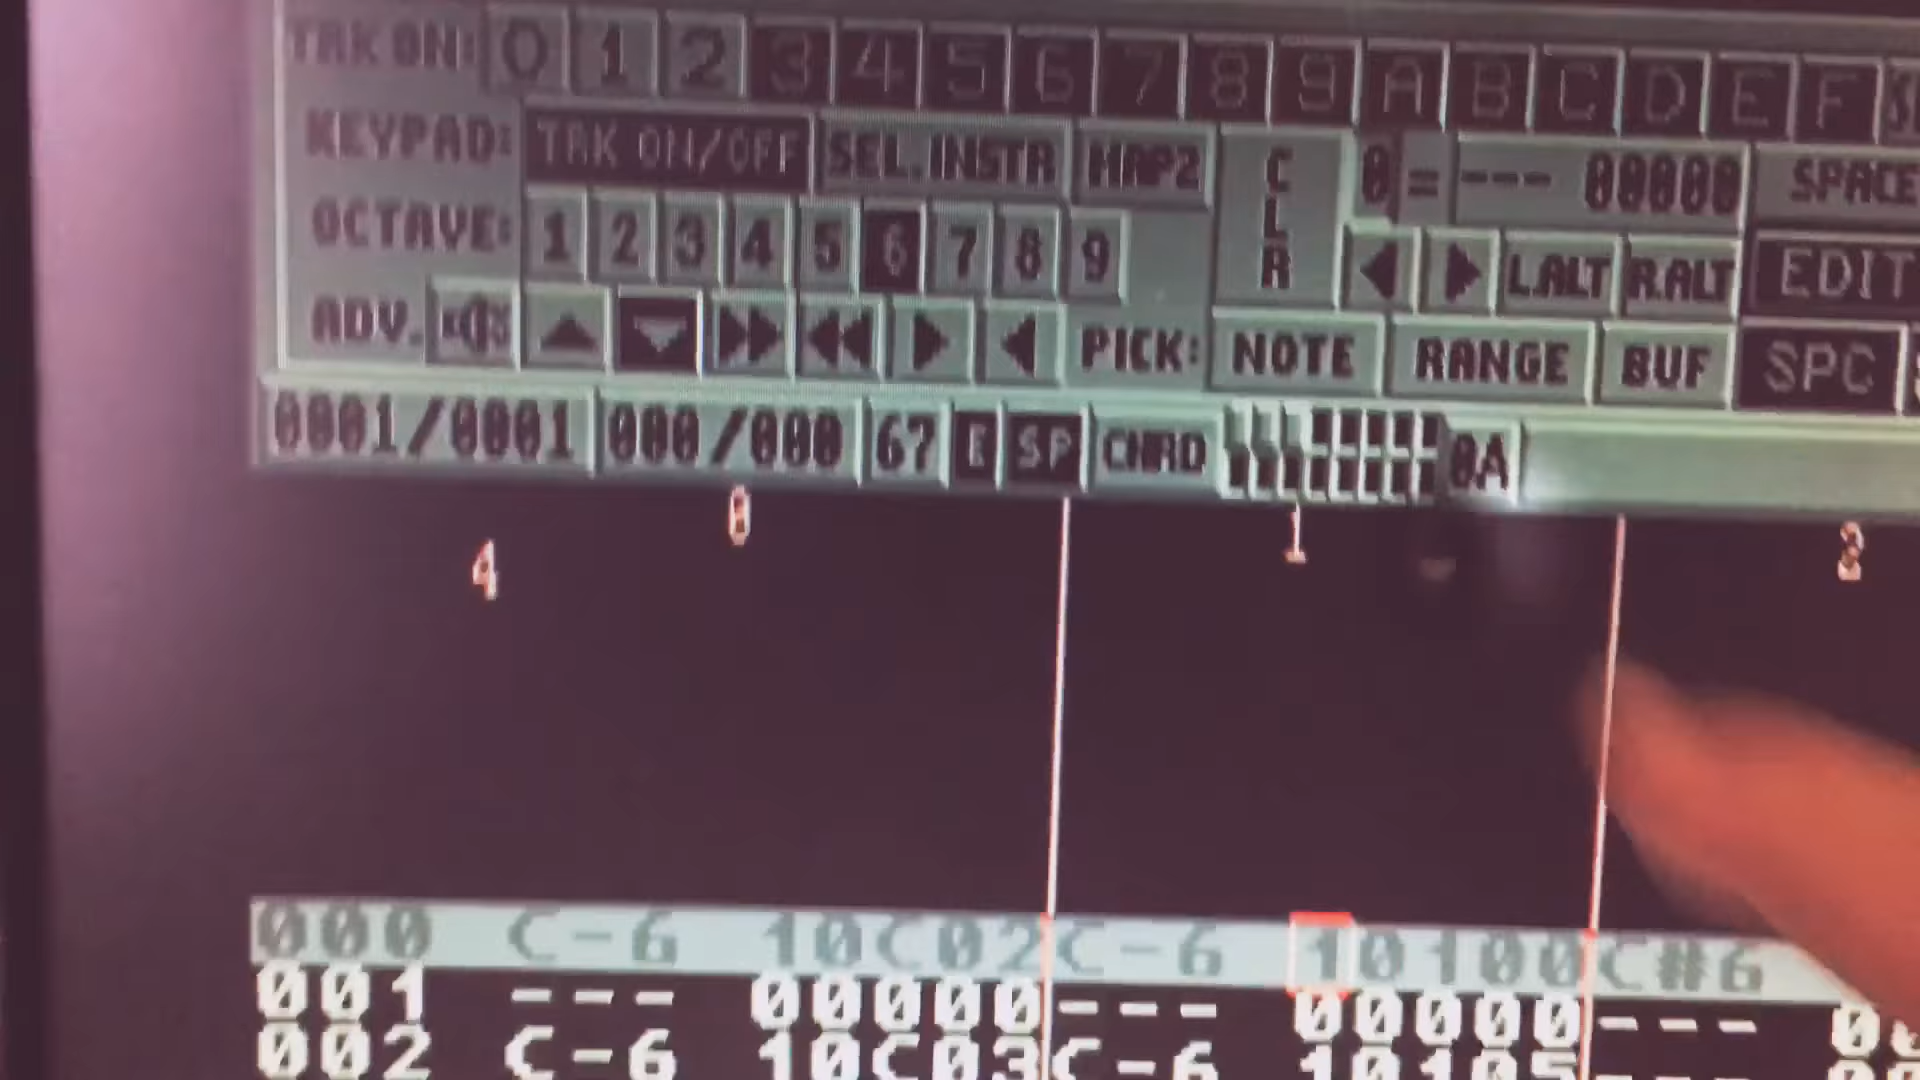 TRK ON: 0 1 2 3 4 5 6 7 8 9 A B C D E F
KEYPAD: TRK ON/OFF SEL.INSTR MAP2 CLR 0 = --- 00000 SPACE
OCTAVE: 1 2 3 4 5 6 7 8 9 L.ALT R.ALT EDIT
ADV. PICK: NOTE RANGE BUF SPC
0001/0001 000/000 67 E SP CHRD 0A
4 0 1 2
000 C-6 10C02 C-6 10100 C#6
001 --- 00000 --- 00000 ---
002 C-6 10C03 C-6 10105 ---